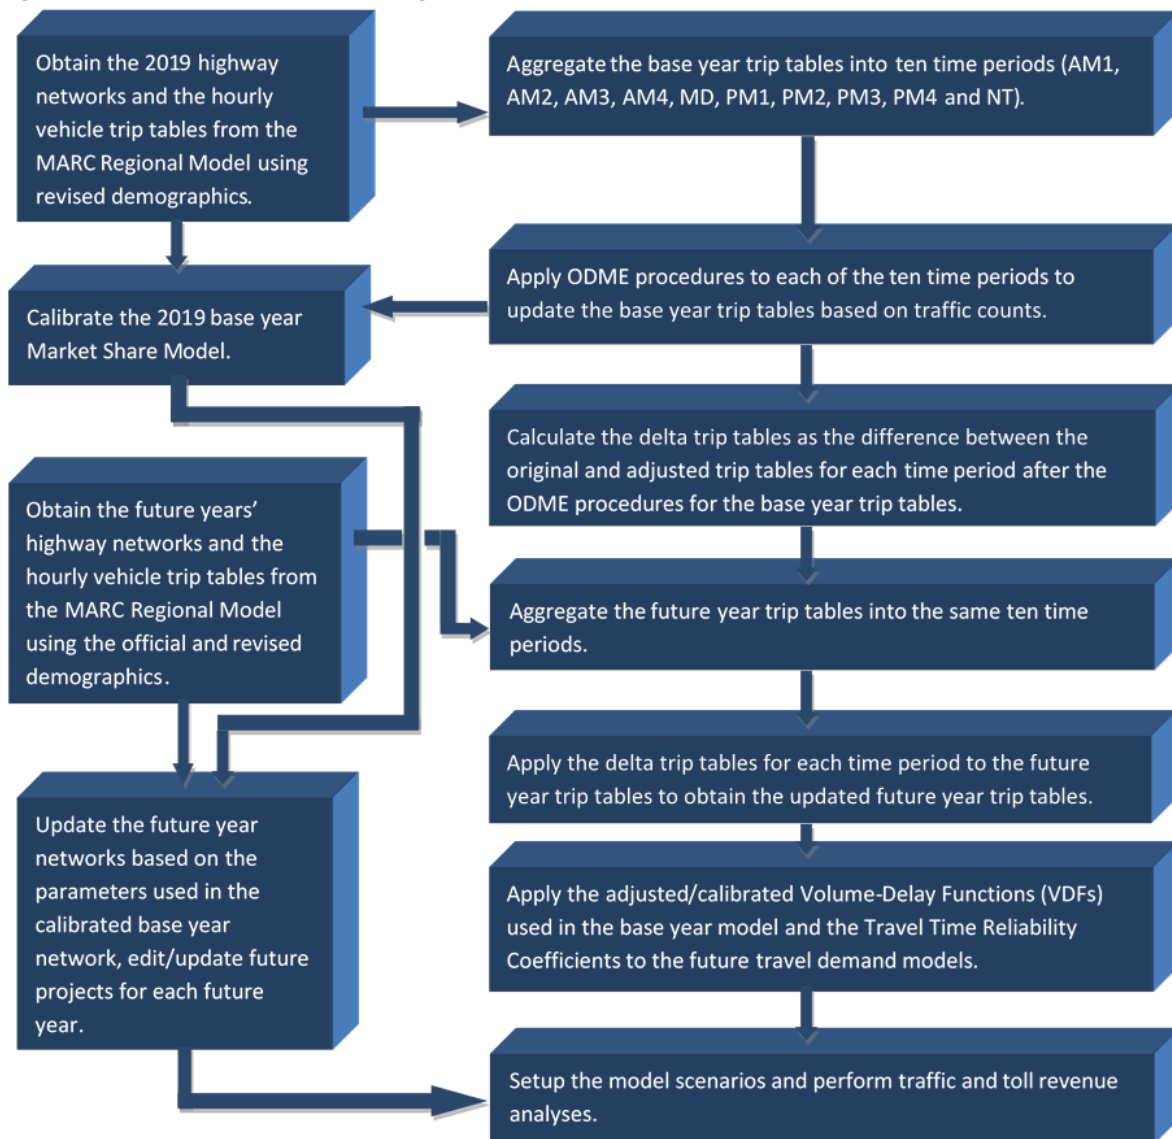 Obtain the 2019 highway
networks and the hourly
vehicle trip tables from the
MARC Regional Model using
revised demographics.
Aggregate the base year trip tables into ten time periods (AM1,
AM2, AM3, AM4, MD, PM1, PM2, PM3, PM4 and NT).
Apply ODME procedures to each of the ten time periods to
update the base year trip tables based on traffic counts.
Calibrate the 2019 base year
Market Share Model.
Calculate the delta trip tables as the difference between the
original and adjusted trip tables for each time period after the
ODME procedures for the base year trip tables.
Obtain the future years'
highway networks and the
hourly vehicle trip tables from
the MARC Regional Model
using the official and revised
demographics.
Aggregate the future year trip tables into the same ten time
periods.
Apply the delta trip tables for each time period to the future
year trip tables to obtain the updated future year trip tables.
Update the future year
networks based on the
parameters used in the
calibrated base year
network, edit/update future
projects for each future
year.
Apply the adjusted/calibrated Volume-Delay Functions (VDFs)
used in the base year model and the Travel Time Reliability
Coefficients to the future travel demand models.
Setup the model scenarios and perform traffic and toll revenue
analyses.